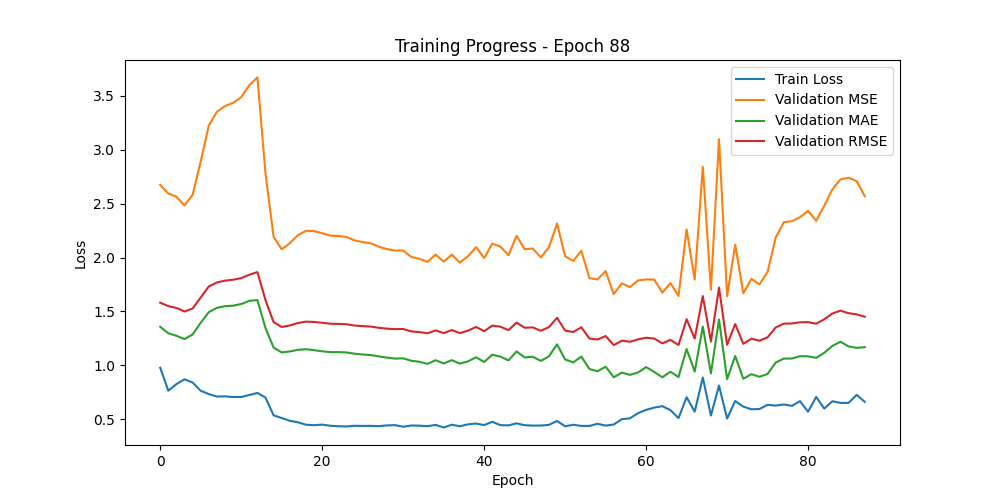 Training Progress - Epoch 88
Train Loss
Validation MSE
Validation MAE
Validation RMSE
Loss
3.5
3.0
2.5
2.0
1.5
1.0
0.5
0 20 40 60 80
Epoch